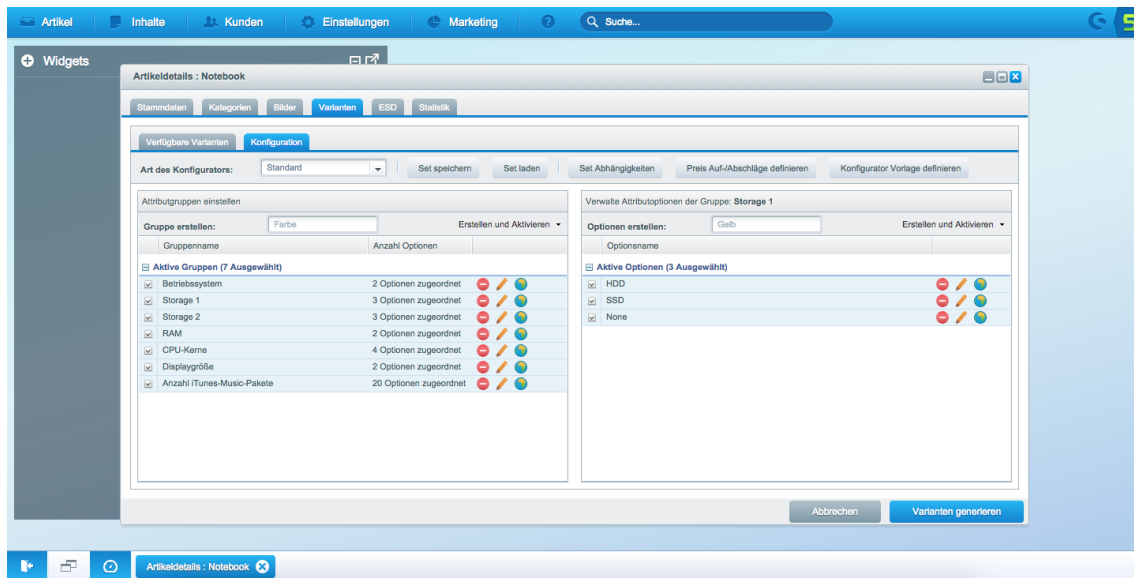 Artikel Inhalte Kunden Einstellungen Marketing Suche...
Widgets
Artikeldetails : Notebook
Stammdaten Kategorien Bilder Varianten ESD Statistik
Verfügbare Varianten Konfiguration
Art des Konfigurators: Standard Set speichern Set laden Set Abhängigkeiten Preis Auf-/Abschläge definieren Konfigurator Vorlage definieren
Attributgruppen einstellen
Gruppe erstellen: Farbe Erstellen und Aktivieren
Gruppenname Anzahl Optionen
Aktive Gruppen (7 Ausgewählt)
Betriebssystem 2 Optionen zugeordnet
Storage 1 3 Optionen zugeordnet
Storage 2 3 Optionen zugeordnet
RAM 2 Optionen zugeordnet
CPU-Kerne 4 Optionen zugeordnet
Displaygröße 2 Optionen zugeordnet
Anzahl iTunes-Music-Pakete 20 Optionen zugeordnet
Verwalte Attributoptionen der Gruppe: Storage 1
Optionen erstellen: Gelb Erstellen und Aktivieren
Optionsname
Aktive Optionen (3 Ausgewählt)
HDD
SSD
None
Abbrechen Varianten generieren
Artikeldetails : Notebook